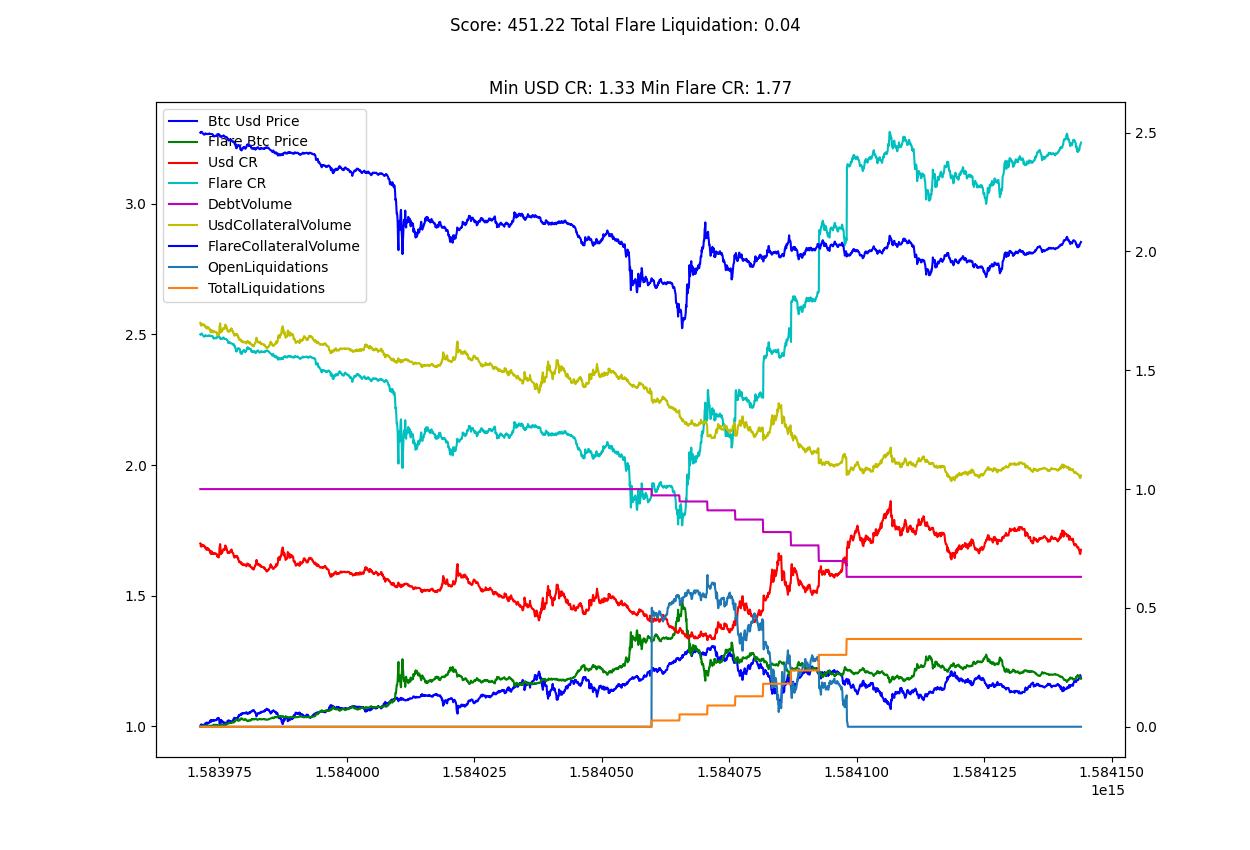 Score: 451.22 Total Flare Liquidation: 0.04
Min USD CR: 1.33 Min Flare CR: 1.77
Btc Usd Price
Flare Btc Price
Usd CR
Flare CR
DebtVolume
UsdCollateralVolume
FlareCollateralVolume
OpenLiquidations
TotalLiquidations
3.0
2.5
2.0
1.5
1.0
2.5
2.0
1.5
1.0
0.5
0.0
1.583975 1.584000 1.584025 1.584050 1.584075 1.584100 1.584125 1.584150
1e15